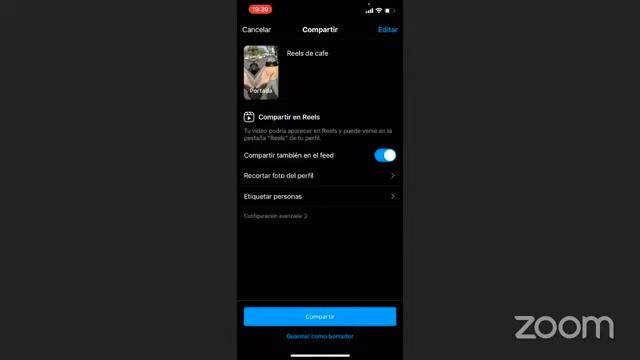 19:39
Cancelar
Compartir
Editar
Portada
Reels de cafe
Compartir en Reels
Tu video podría aparecer en Reels y puede verse en la
pestaña "Reels" de tu perfil.
Compartir también en el feed
Recortar foto del perfil
Etiquetar personas
Configuración avanzada
Compartir
Guardar como borrador
zoom